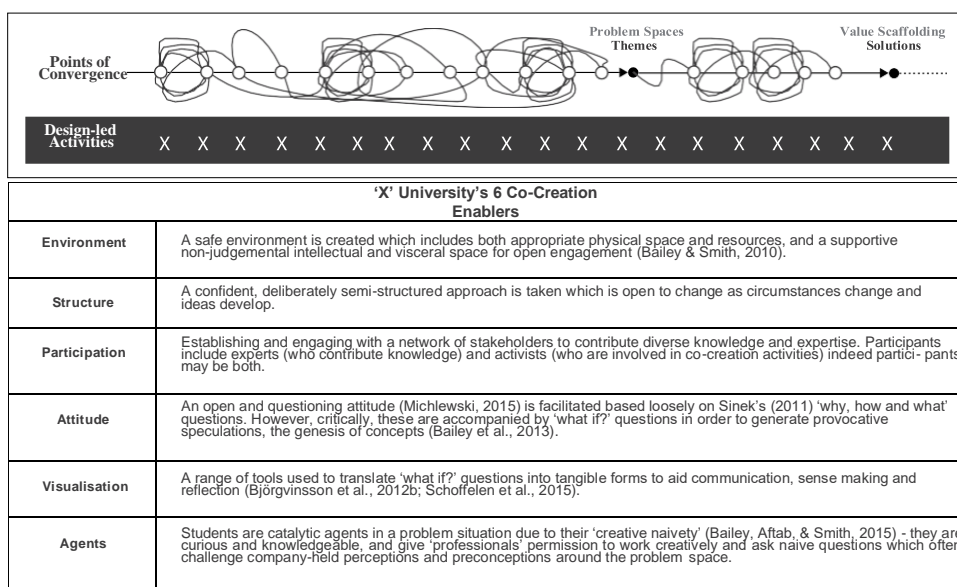 Problem Spaces
Themes
Value Scaffolding
Solutions
Points of
Convergence
Design-led
Activities
X X X X X X X X X X X X X X X X X X X
‘X’ University’s 6 Co-Creation
Enablers
Environment
A safe environment is created which includes both appropriate physical space and resources, and a supportive
non-judgemental intellectual and visceral space for open engagement (Bailey & Smith, 2010).
Structure
A confident, deliberately semi-structured approach is taken which is open to change as circumstances change and
ideas develop.
Participation
Establishing and engaging with a network of stakeholders to contribute diverse knowledge and expertise. Participants
include experts (who contribute knowledge) and activists (who are involved in co-creation activities) indeed partici- pants
may be both.
Attitude
An open and questioning attitude (Michlewski, 2015) is facilitated based loosely on Sinek’s (2011) ‘why, how and what’
questions. However, critically, these are accompanied by ‘what if?’ questions in order to generate provocative
speculations, the genesis of concepts (Bailey et al., 2013).
Visualisation
A range of tools used to translate ‘what if?’ questions into tangible forms to aid communication, sense making and
reflection (Björgvinsson et al., 2012b; Schoffelen et al., 2015).
Agents
Students are catalytic agents in a problem situation due to their ‘creative naivety’ (Bailey, Aftab, & Smith, 2015) - they are
curious and knowledgeable, and give ‘professionals’ permission to work creatively and ask naive questions which often
challenge company-held perceptions and preconceptions around the problem space.